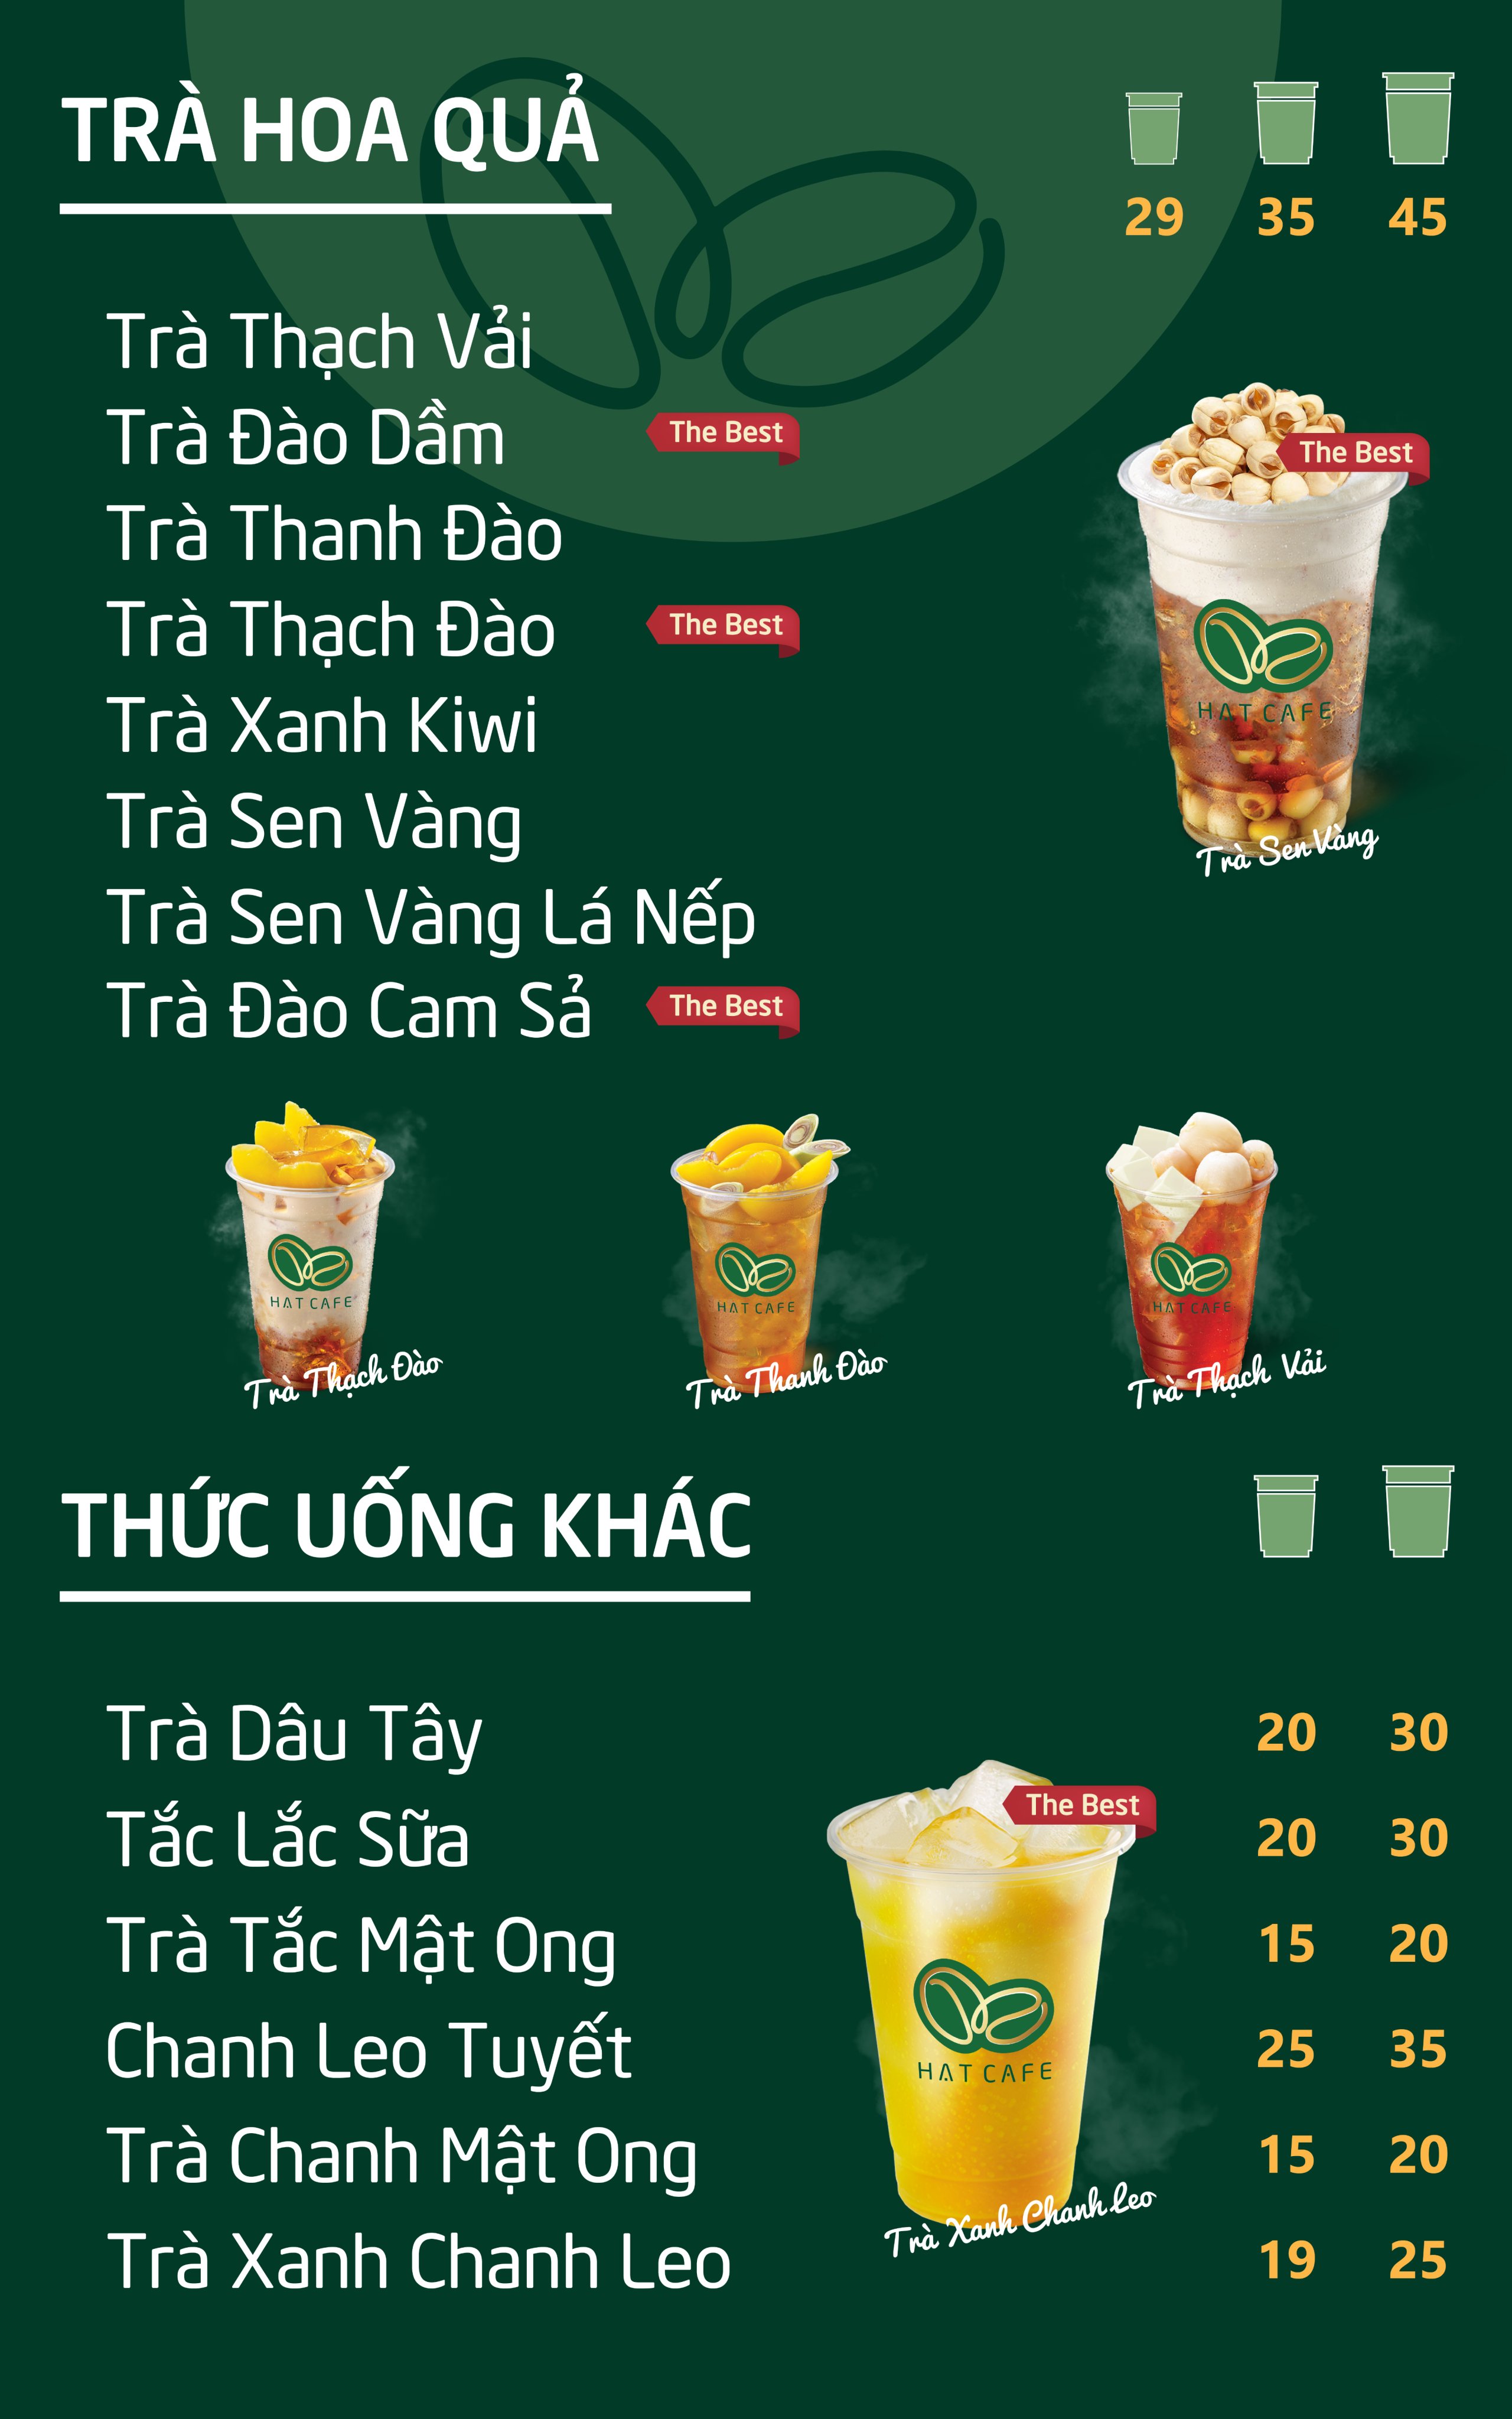 TRÀ HOA QUẢ
29 35 45
Trà Thạch Vải
Trà Đào Dầm The Best
The Best
Trà Thanh Đào
Trà Thạch Đào The Best
Trà Xanh Kiwi
HAT CAFE
Trà Sen Vàng
Trà Sen Vàng
Trà Sen Vàng Lá Nếp
Trà Đào Cam Sả The Best
HAT CAFE
HAT CAFE
HAT CAFE
Trà Thạch Đào
Trà Thanh Đào
Trà Thạch Vải
THỨC UỐNG KHÁC
Trà Dâu Tây 20 30
The Best
Tắc Lắc Sữa 20 30
Trà Tắc Mật Ong 15 20
HAT CAFE
Chanh Leo Tuyết 25 35
Trà Chanh Mật Ong 15 20
Trà Xanh Chanh Leo
Trà Xanh Chanh Leo 19 25